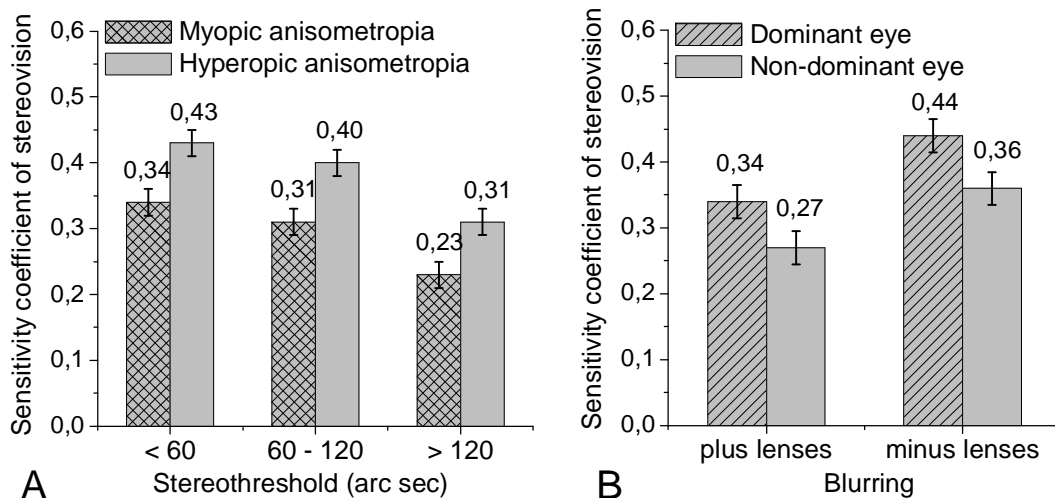 Sensitivity coefficient of stereovision
0,6
0,5
0,4
0,3
0,2
0,1
0,0
Myopic anisometropia
Hyperopic anisometropia
0,34
0,43
0,31
0,40
0,23
0,31
< 60
60 - 120
> 120
Stereothreshold (arc sec)
A
Sensitivity coefficient of stereovision
0,6
0,5
0,4
0,3
0,2
0,1
0,0
Dominant eye
Non-dominant eye
0,34
0,27
0,44
0,36
plus lenses
minus lenses
Blurring
B